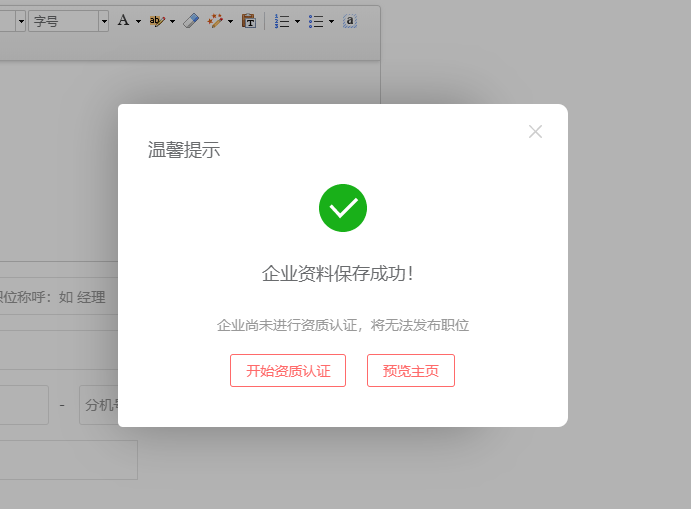 字号
温馨提示
企业资料保存成功！
职位称呼：如 经理
企业尚未进行资质认证，将无法发布职位
开始资质认证
预览主页
- 分机号